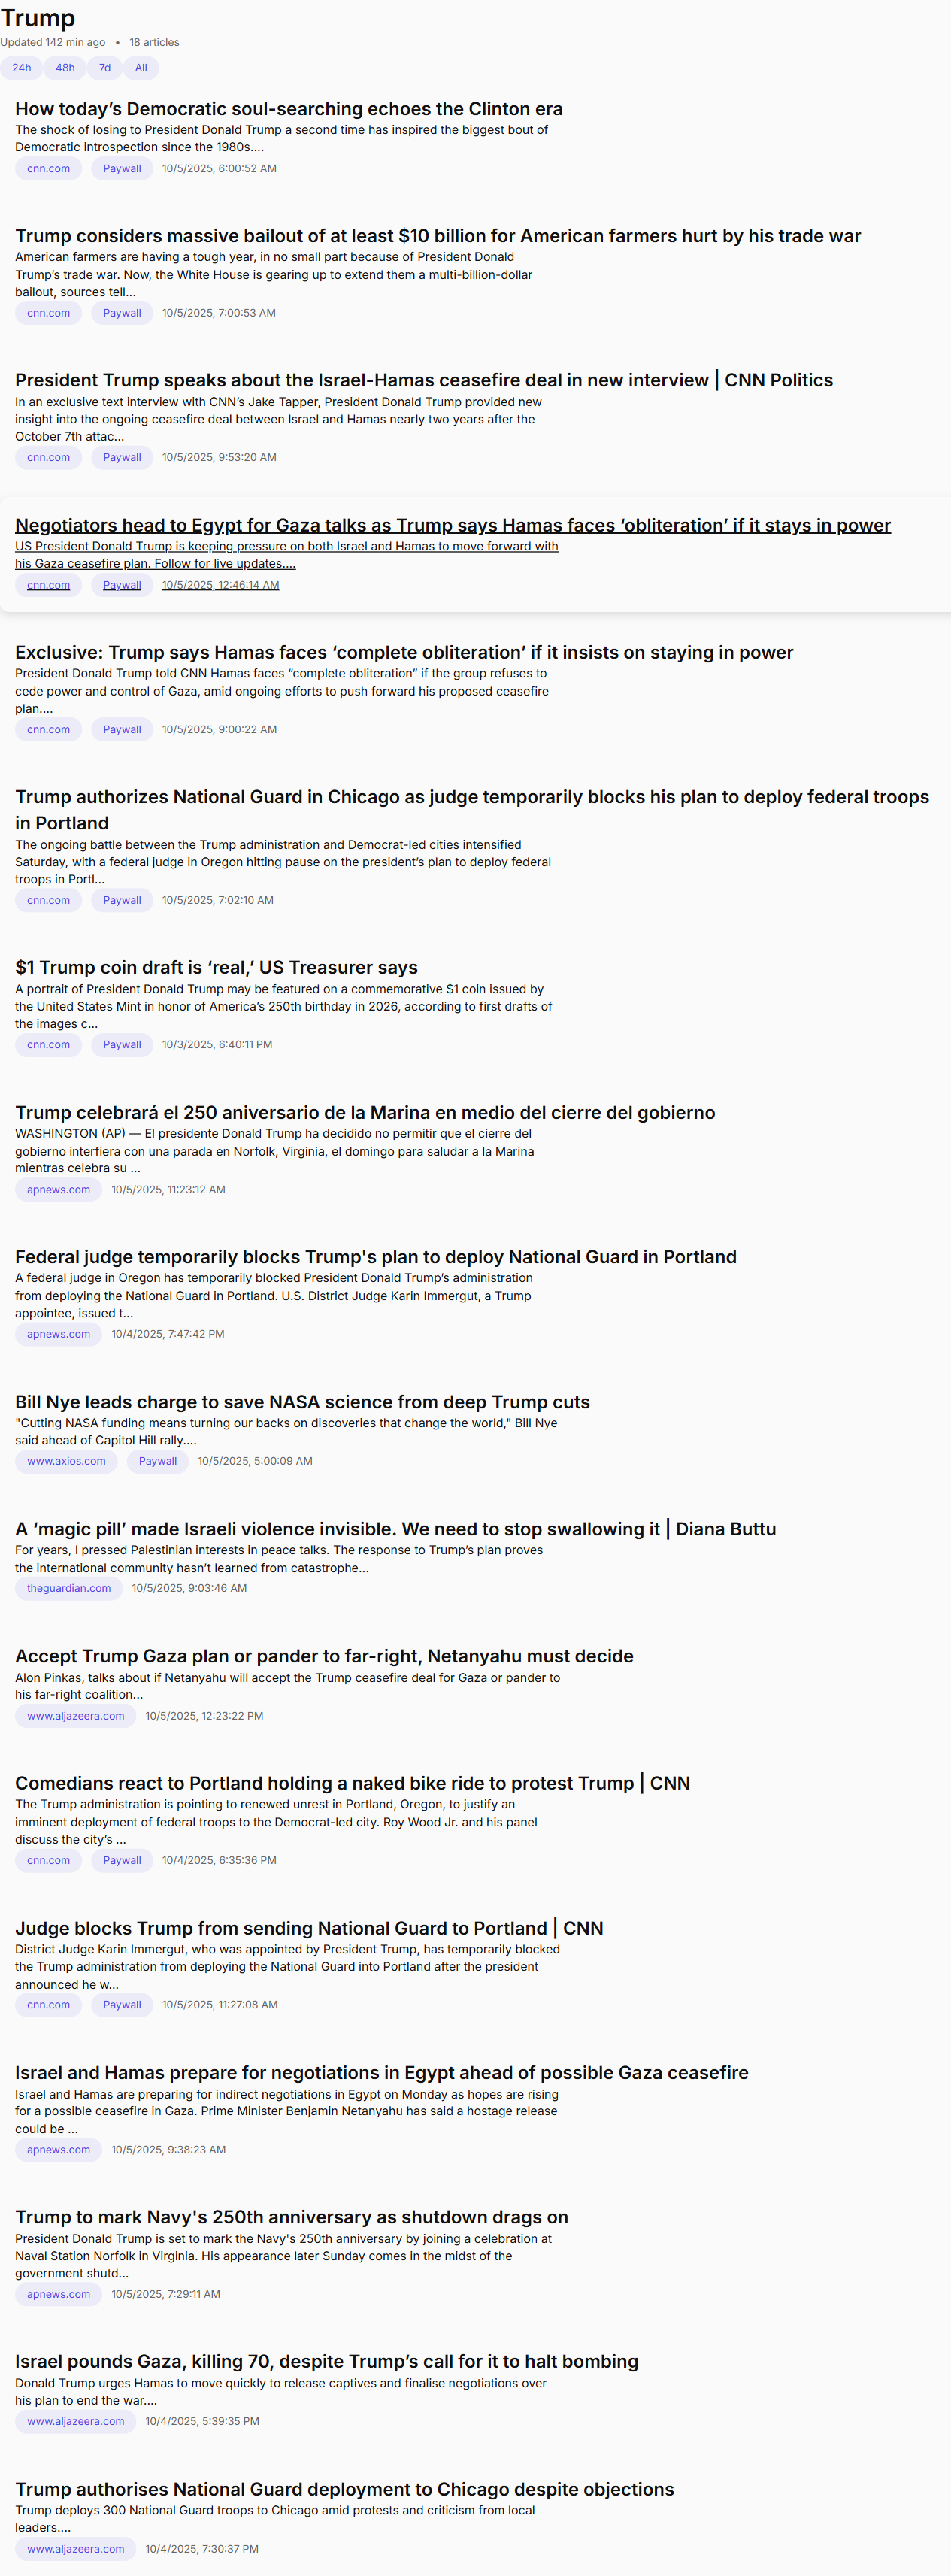 Trump
Updated 142 min ago • 18 articles
24h 48h 7d All
How today’s Democratic soul-searching echoes the Clinton era
The shock of losing to President Donald Trump a second time has inspired the biggest bout of
Democratic introspection since the 1980s....
cnn.com Paywall 10/5/2025, 6:00:52 AM
Trump considers massive bailout of at least $10 billion for American farmers hurt by his trade war
American farmers are having a tough year, in no small part because of President Donald
Trump’s trade war. Now, the White House is gearing up to extend them a multi-billion-dollar
bailout, sources tell...
cnn.com Paywall 10/5/2025, 7:00:53 AM
President Trump speaks about the Israel-Hamas ceasefire deal in new interview | CNN Politics
In an exclusive text interview with CNN’s Jake Tapper, President Donald Trump provided new
insight into the ongoing ceasefire deal between Israel and Hamas nearly two years after the
October 7th attac...
cnn.com Paywall 10/5/2025, 9:53:20 AM
Negotiators head to Egypt for Gaza talks as Trump says Hamas faces ‘obliteration’ if it stays in power
US President Donald Trump is keeping pressure on both Israel and Hamas to move forward with
his Gaza ceasefire plan. Follow for live updates....
cnn.com Paywall 10/5/2025, 12:46:14 AM
Exclusive: Trump says Hamas faces ‘complete obliteration’ if it insists on staying in power
President Donald Trump told CNN Hamas faces “complete obliteration” if the group refuses to
cede power and control of Gaza, amid ongoing efforts to push forward his proposed ceasefire
plan....
cnn.com Paywall 10/5/2025, 9:00:22 AM
Trump authorizes National Guard in Chicago as judge temporarily blocks his plan to deploy federal troops
in Portland
The ongoing battle between the Trump administration and Democrat-led cities intensified
Saturday, with a federal judge in Oregon hitting pause on the president’s plan to deploy federal
troops in Portl...
cnn.com Paywall 10/5/2025, 7:02:10 AM
$1 Trump coin draft is ‘real,’ US Treasurer says
A portrait of President Donald Trump may be featured on a commemorative $1 coin issued by
the United States Mint in honor of America’s 250th birthday in 2026, according to first drafts of
the images c...
cnn.com Paywall 10/3/2025, 6:40:11 PM
Trump celebrará el 250 aniversario de la Marina en medio del cierre del gobierno
WASHINGTON (AP) — El presidente Donald Trump ha decidido no permitir que el cierre del
gobierno interfiera con una parada en Norfolk, Virginia, el domingo para saludar a la Marina
mientras celebra su ...
apnews.com 10/5/2025, 11:23:12 AM
Federal judge temporarily blocks Trump's plan to deploy National Guard in Portland
A federal judge in Oregon has temporarily blocked President Donald Trump’s administration
from deploying the National Guard in Portland. U.S. District Judge Karin Immergut, a Trump
appointee, issued t...
apnews.com 10/4/2025, 7:47:42 PM
Bill Nye leads charge to save NASA science from deep Trump cuts
"Cutting NASA funding means turning our backs on discoveries that change the world," Bill Nye
said ahead of Capitol Hill rally....
www.axios.com Paywall 10/5/2025, 5:00:09 AM
A ‘magic pill’ made Israeli violence invisible. We need to stop swallowing it | Diana Buttu
For years, I pressed Palestinian interests in peace talks. The response to Trump’s plan proves
the international community hasn’t learned from catastrophe...
theguardian.com 10/5/2025, 9:03:46 AM
Accept Trump Gaza plan or pander to far-right, Netanyahu must decide
Alon Pinkas, talks about if Netanyahu will accept the Trump ceasefire deal for Gaza or pander to
his far-right coalition...
www.aljazeera.com 10/5/2025, 12:23:22 PM
Comedians react to Portland holding a naked bike ride to protest Trump | CNN
The Trump administration is pointing to renewed unrest in Portland, Oregon, to justify an
imminent deployment of federal troops to the Democrat-led city. Roy Wood Jr. and his panel
discuss the city’s ...
cnn.com Paywall 10/4/2025, 6:35:36 PM
Judge blocks Trump from sending National Guard to Portland | CNN
District Judge Karin Immergut, who was appointed by President Trump, has temporarily blocked
the Trump administration from deploying the National Guard into Portland after the president
announced he w...
cnn.com Paywall 10/5/2025, 11:27:08 AM
Israel and Hamas prepare for negotiations in Egypt ahead of possible Gaza ceasefire
Israel and Hamas are preparing for indirect negotiations in Egypt on Monday as hopes are rising
for a possible ceasefire in Gaza. Prime Minister Benjamin Netanyahu has said a hostage release
could be ...
apnews.com 10/5/2025, 9:38:23 AM
Trump to mark Navy's 250th anniversary as shutdown drags on
President Donald Trump is set to mark the Navy's 250th anniversary by joining a celebration at
Naval Station Norfolk in Virginia. His appearance later Sunday comes in the midst of the
government shutd...
apnews.com 10/5/2025, 7:29:11 AM
Israel pounds Gaza, killing 70, despite Trump’s call for it to halt bombing
Donald Trump urges Hamas to move quickly to release captives and finalise negotiations over
his plan to end the war....
www.aljazeera.com 10/4/2025, 5:39:35 PM
Trump authorises National Guard deployment to Chicago despite objections
Trump deploys 300 National Guard troops to Chicago amid protests and criticism from local
leaders....
www.aljazeera.com 10/4/2025, 7:30:37 PM